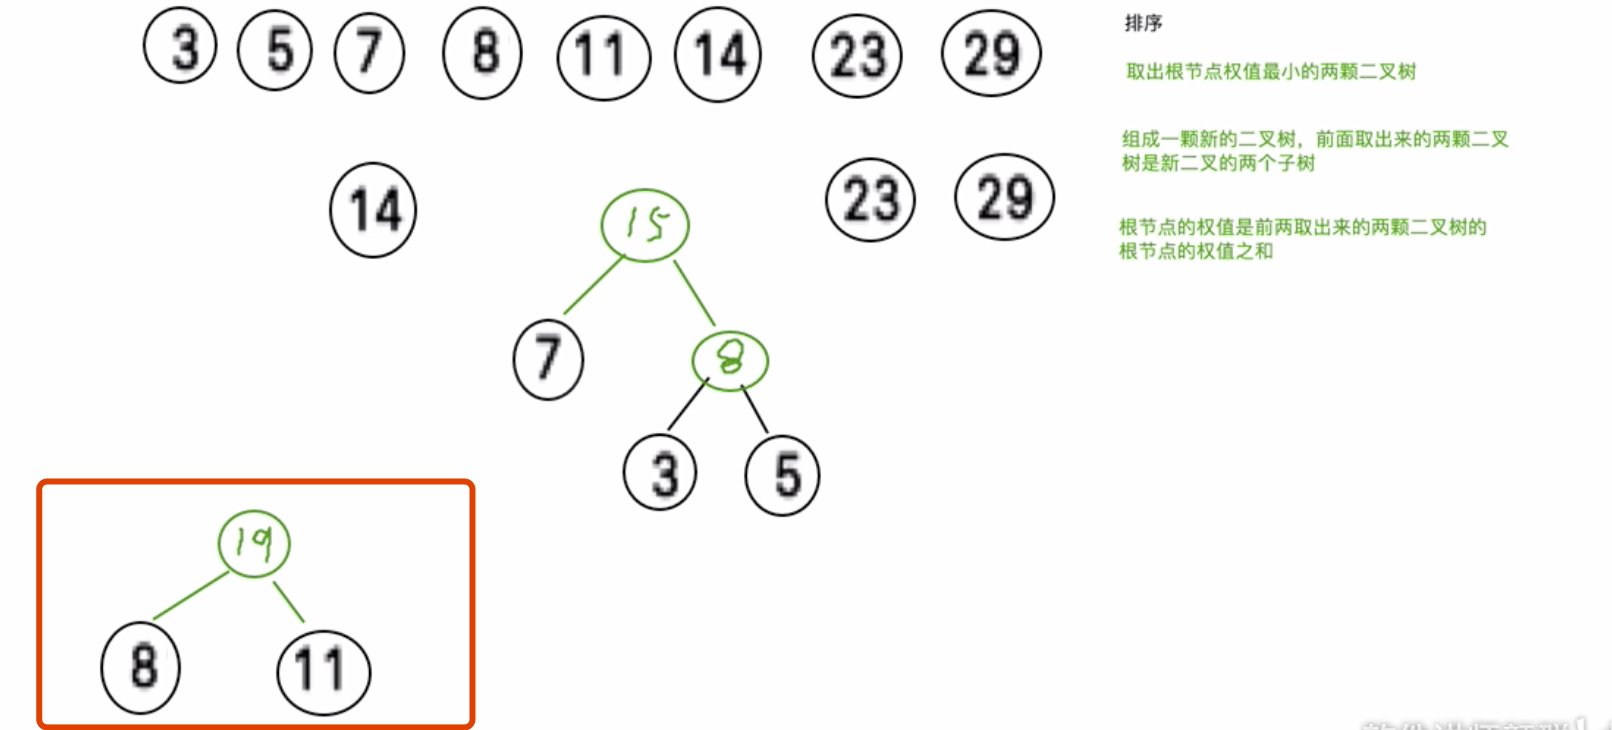 3 5 7 8 11 14 23 29
排序
取出根节点权值最小的两颗二叉树
组成一颗新的二叉树，前面取出来的两颗二叉
树是新二叉的两个子树
根节点的权值是前两取出来的两颗二叉树的
根节点的权值之和
14 15 23 29
7 8
3 5
19
8 11